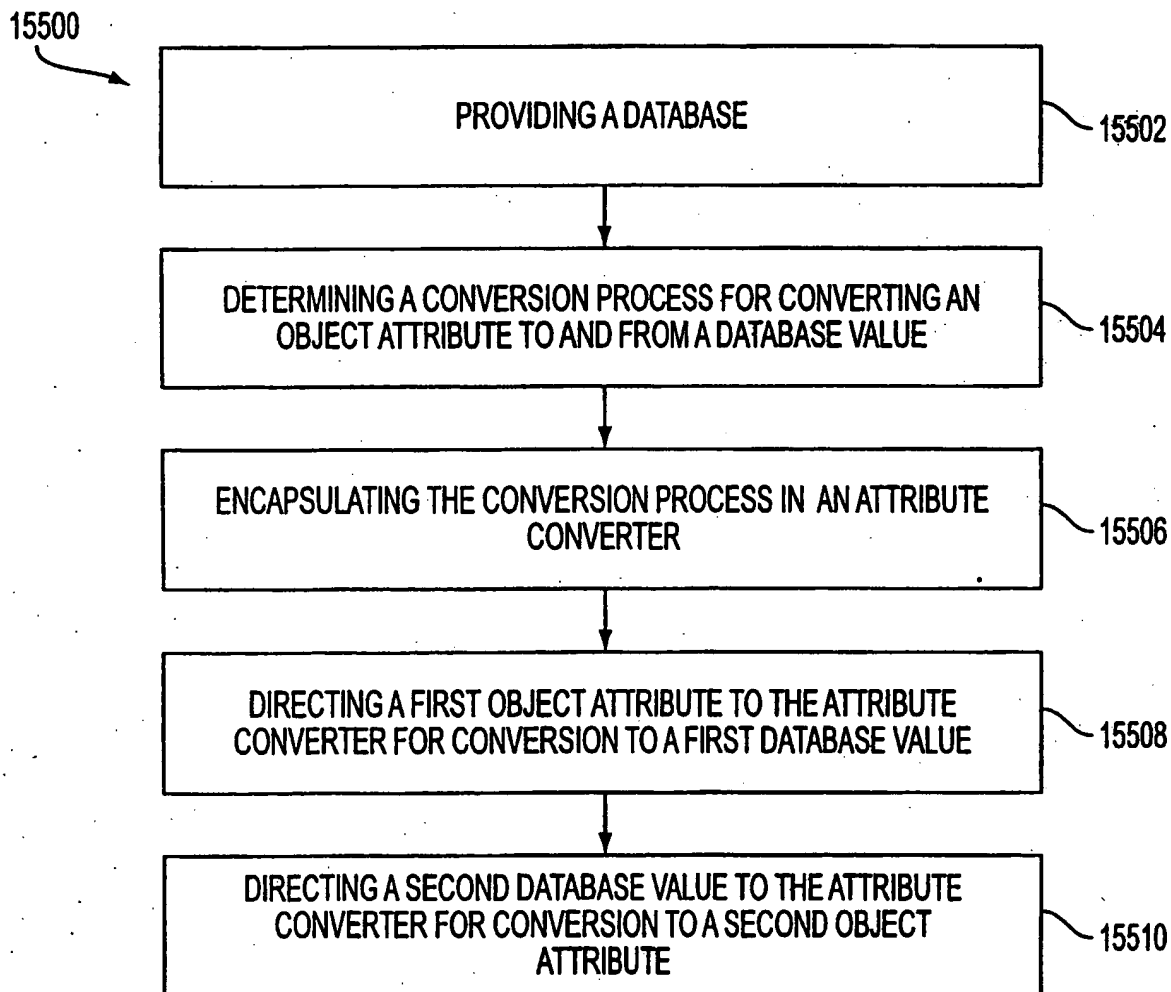 15500
PROVIDING A DATABASE
15502
DETERMINING A CONVERSION PROCESS FOR CONVERTING AN
OBJECT ATTRIBUTE TO AND FROM A DATABASE VALUE
15504
ENCAPSULATING THE CONVERSION PROCESS IN AN ATTRIBUTE
CONVERTER
15506
DIRECTING A FIRST OBJECT ATTRIBUTE TO THE ATTRIBUTE
CONVERTER FOR CONVERSION TO A FIRST DATABASE VALUE
15508
DIRECTING A SECOND DATABASE VALUE TO THE ATTRIBUTE
CONVERTER FOR CONVERSION TO A SECOND OBJECT
ATTRIBUTE
15510